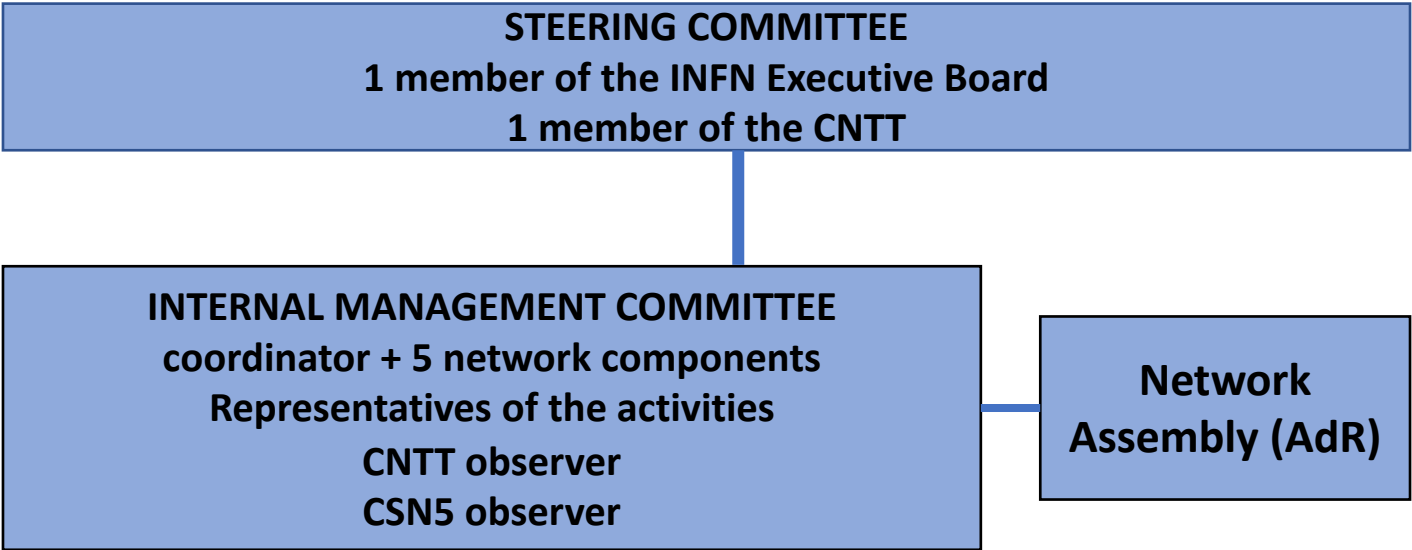 STEERING COMMITTEE
1 member of the INFN Executive Board
1 member of the CNTT
INTERNAL MANAGEMENT COMMITTEE
coordinator + 5 network components
Representatives of the activities
CNTT observer
CSN5 observer
Network
Assembly (AdR)